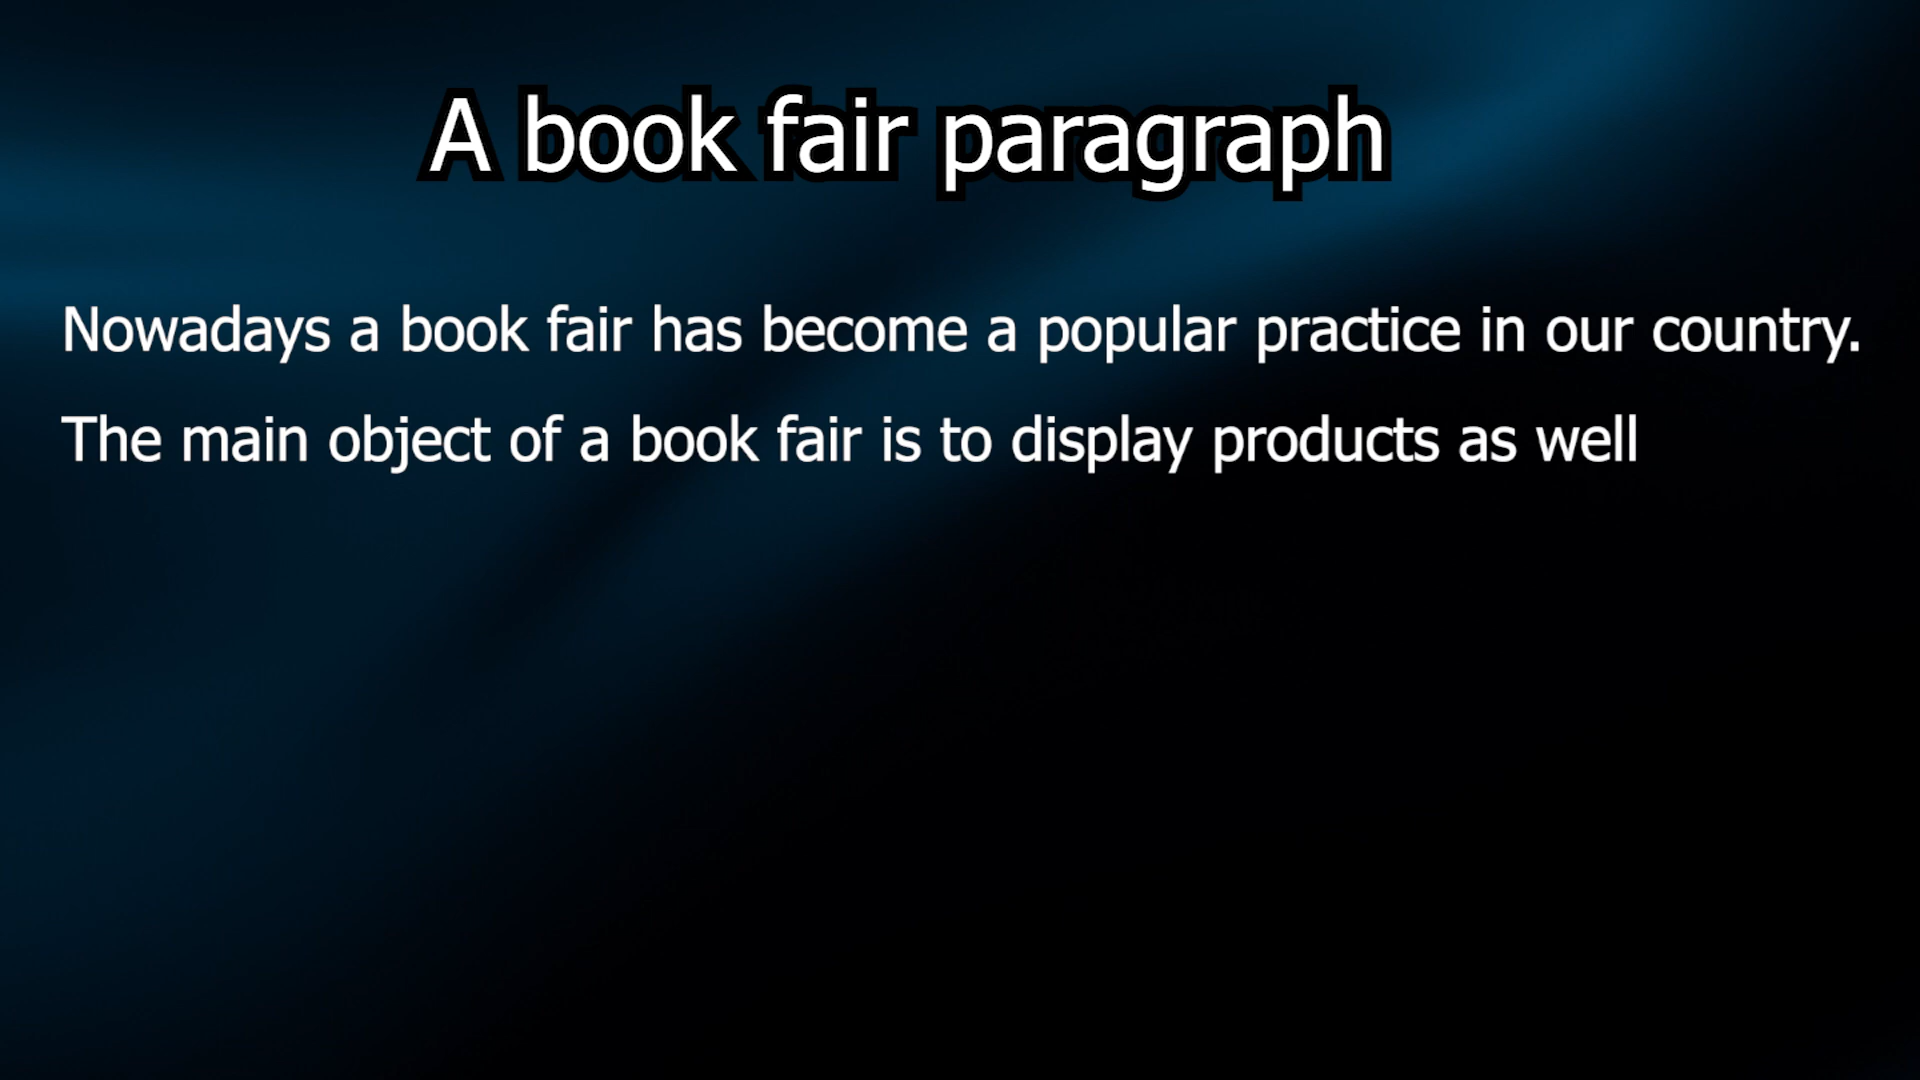 A book fair paragraph
Nowadays a book fair has become a popular practice in our country.
The main object of a book fair is to display products as well